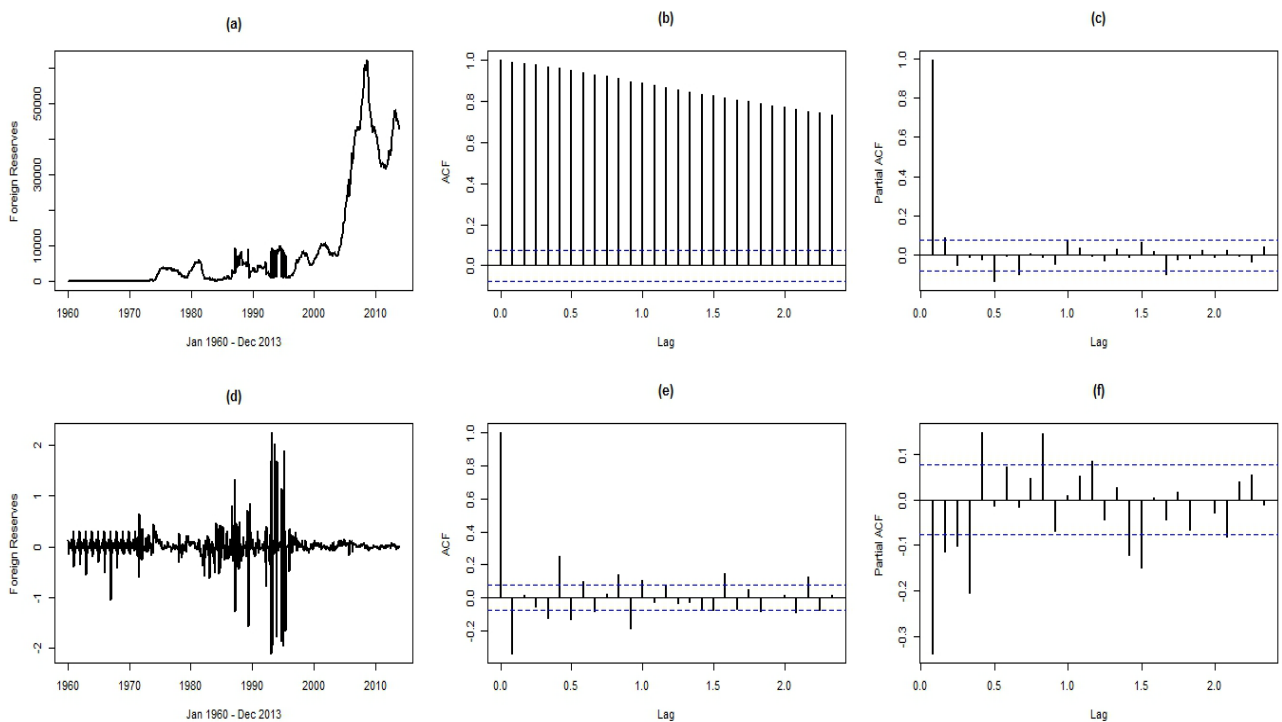 (a)
Foreign Reserves
0
10000
30000
50000
1960 1970 1980 1990 2000 2010
Jan 1960 - Dec 2013
(b)
ACF
0.0 0.2 0.4 0.6 0.8 1.0
0.0 0.5 1.0 1.5 2.0
Lag
(c)
Partial ACF
0.0 0.2 0.4 0.6 0.8 1.0
0.5 1.0 1.5 2.0
Lag
(d)
Foreign Reserves
-2 -1 0 1 2
1960 1970 1980 1990 2000 2010
Jan 1960 - Dec 2013
(e)
ACF
-0.2 0.0 0.2 0.4 0.6 0.8 1.0
0.0 0.5 1.0 1.5 2.0
Lag
(f)
Partial ACF
-0.3 -0.2 -0.1 0.0 0.1
0.5 1.0 1.5 2.0
Lag